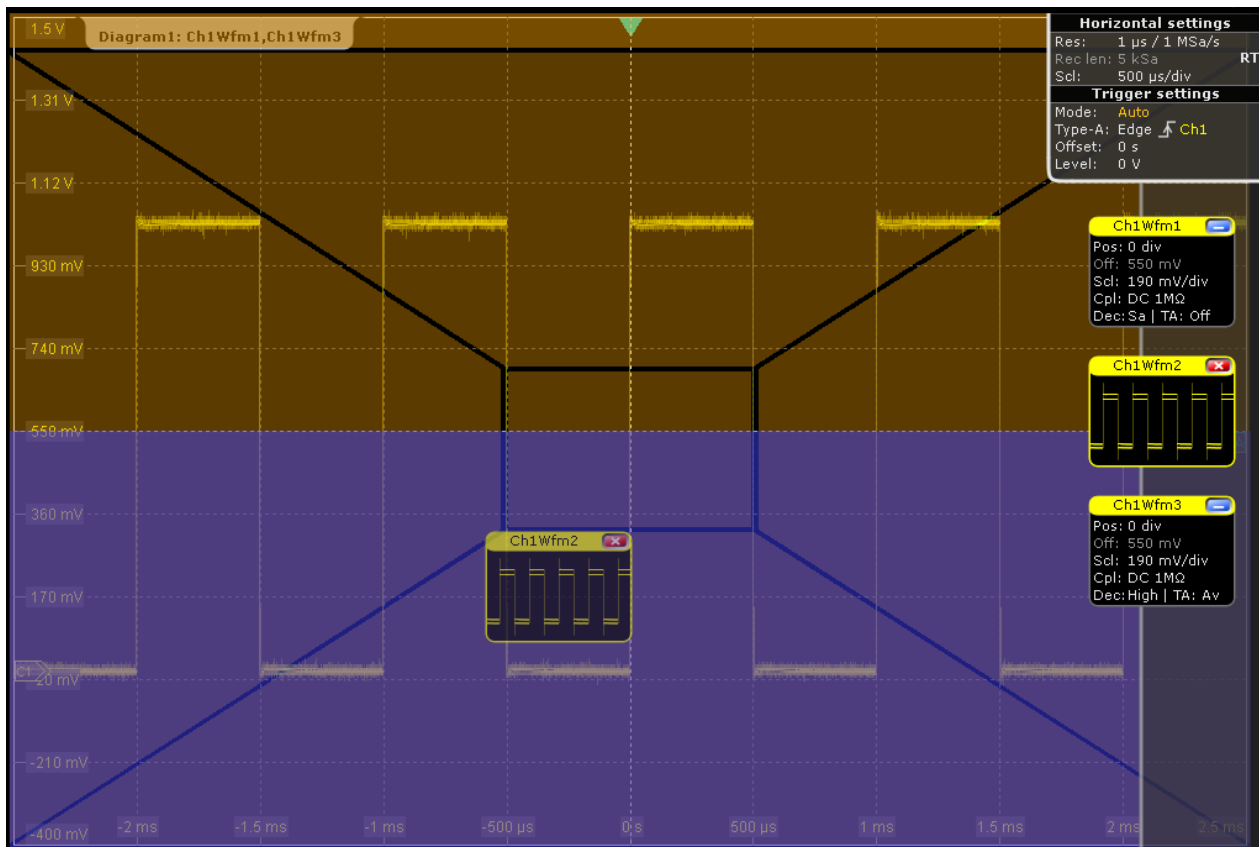 1.5 V
Diagram1: Ch1Wfm1,Ch1Wfm3
Horizontal settings
Res: 1 µs / 1 MSa/s
Rec len: 5 kSa
RT
Scl: 500 µs/div
Trigger settings
Mode: Auto
Type-A: Edge Ch1
Offset: 0 s
Level: 0 V
1.31 V
1.12 V
930 mV
740 mV
550 mV
360 mV
170 mV
-20 mV
-210 mV
-400 mV
Ch1Wfm1
Pos: 0 div
Off: 550 mV
Scl: 190 mV/div
Cpl: DC 1MΩ
Dec: Sa | TA: Off
Ch1Wfm2
Ch1Wfm3
Pos: 0 div
Off: 550 mV
Scl: 190 mV/div
Cpl: DC 1MΩ
Dec: High | TA: Av
Ch1Wfm2
C1
-2 ms
-1.5 ms
-1 ms
-500 µs
0 s
500 µs
1 ms
1.5 ms
2 ms
2.5 ms